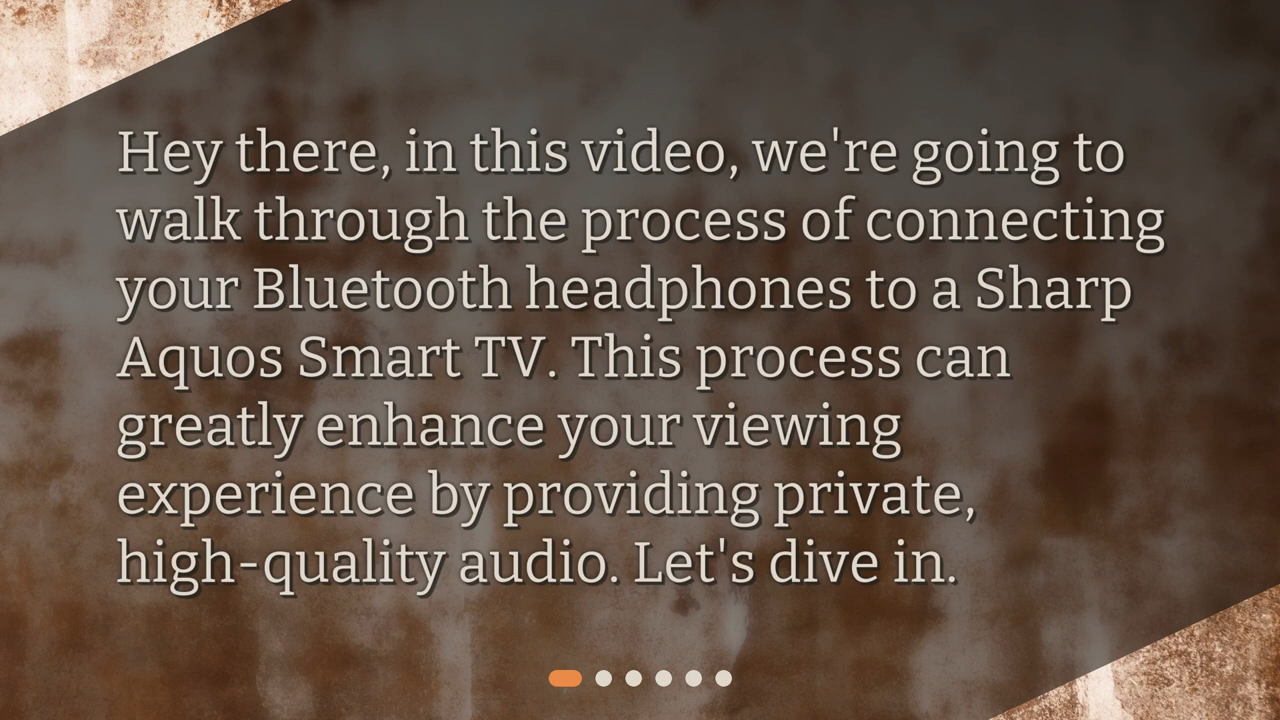 Hey there, in this video, we're going to
walk through the process of connecting
your Bluetooth headphones to a Sharp
Aquos Smart TV. This process can
greatly enhance your viewing
experience by providing private,
high-quality audio. Let's dive in.